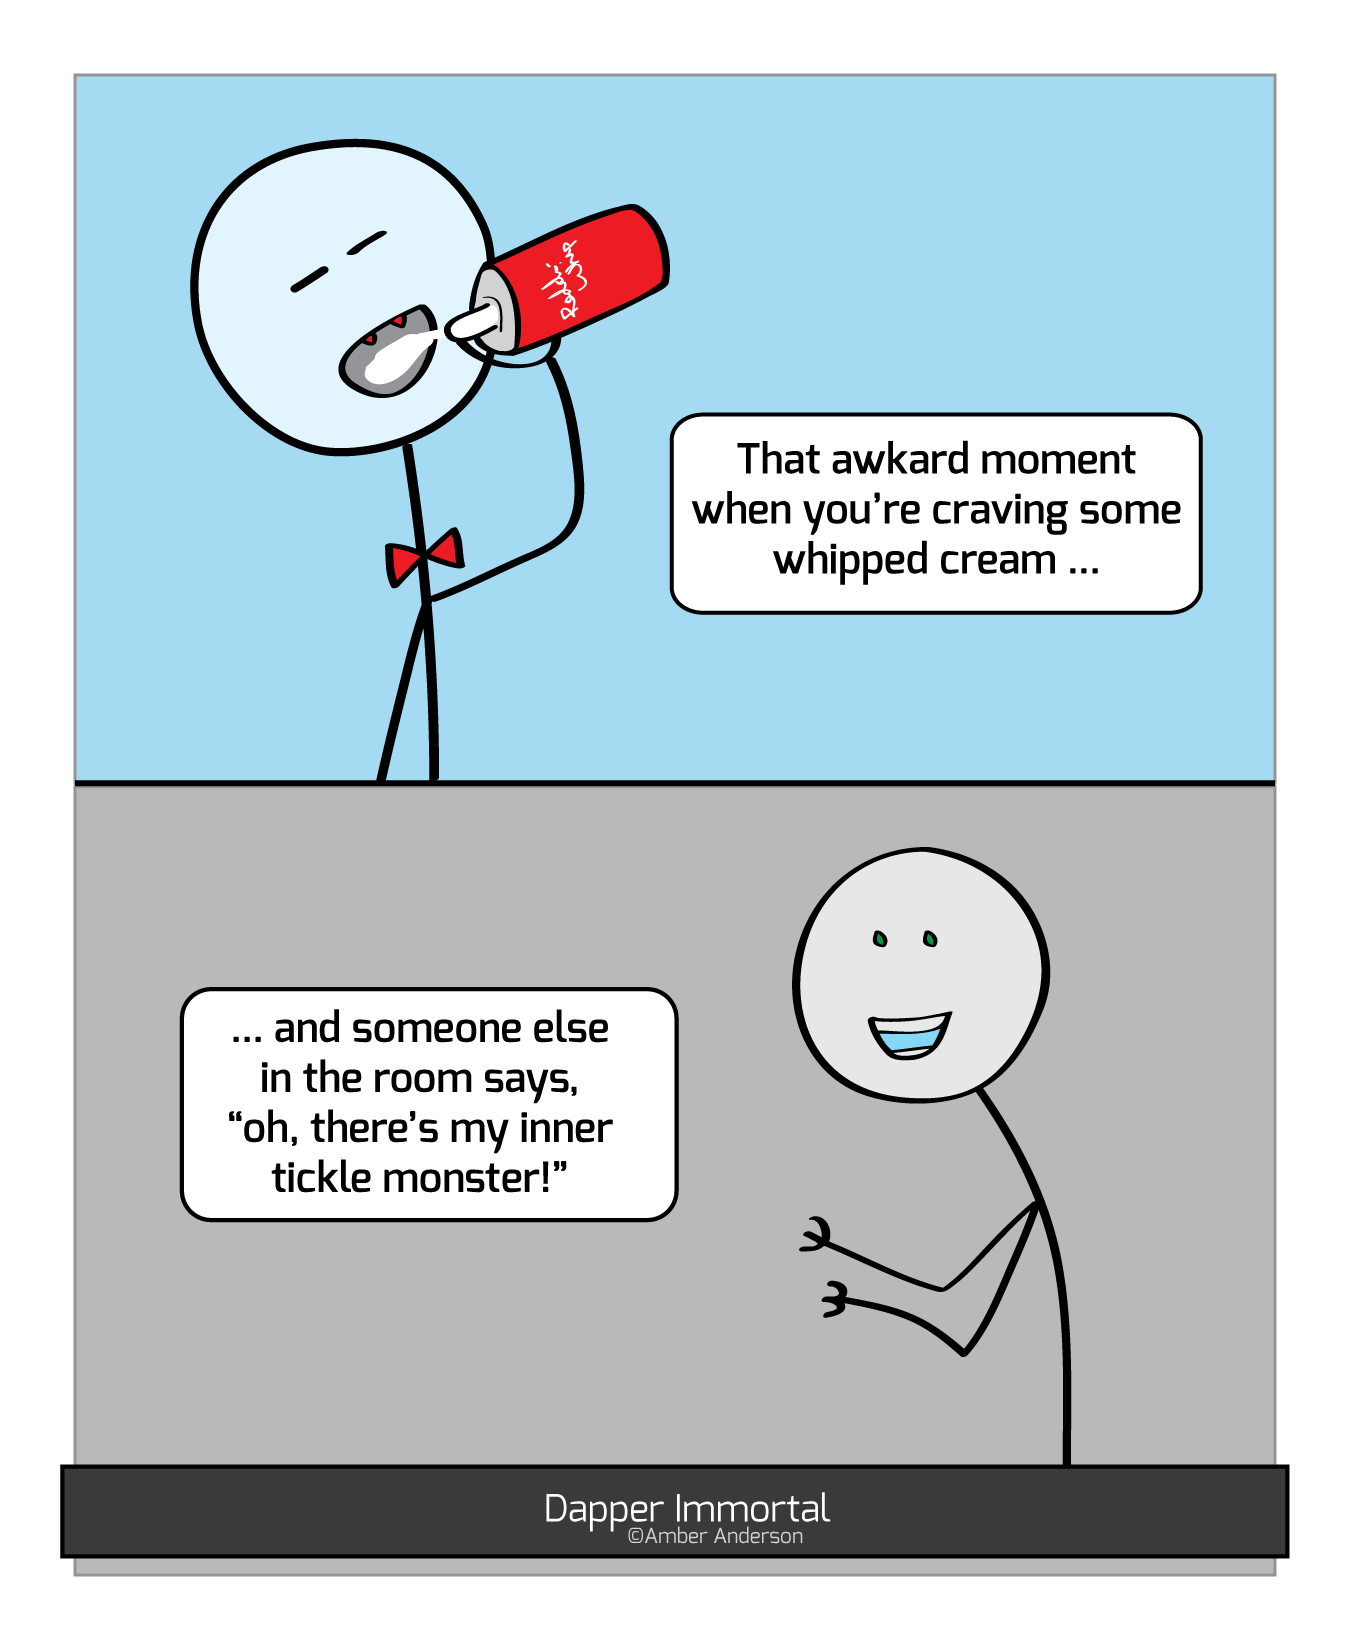 That awkard moment
when you're craving some
whipped cream ...
... and someone else
in the room says,
“oh, there's my inner
tickle monster!”
Dapper Immortal
©Amber Anderson